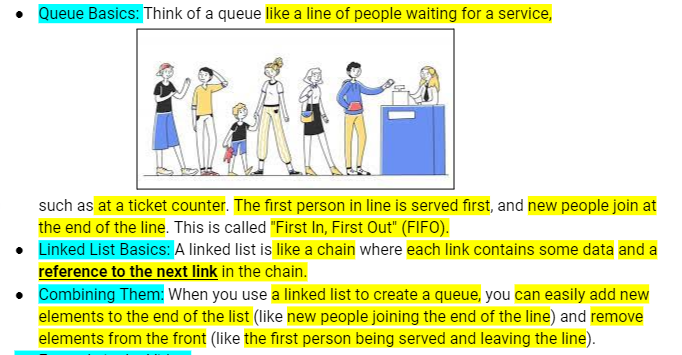 Queue Basics: Think of a queue like a line of people waiting for a service,
such as at a ticket counter. The first person in line is served first, and new people join at
the end of the line. This is called "First In, First Out" (FIFO).
Linked List Basics: A linked list is like a chain where each link contains some data and a
reference to the next link in the chain.
Combining Them: When you use a linked list to create a queue, you can easily add new
elements to the end of the list (like new people joining the end of the line) and remove
elements from the front (like the first person being served and leaving the line).